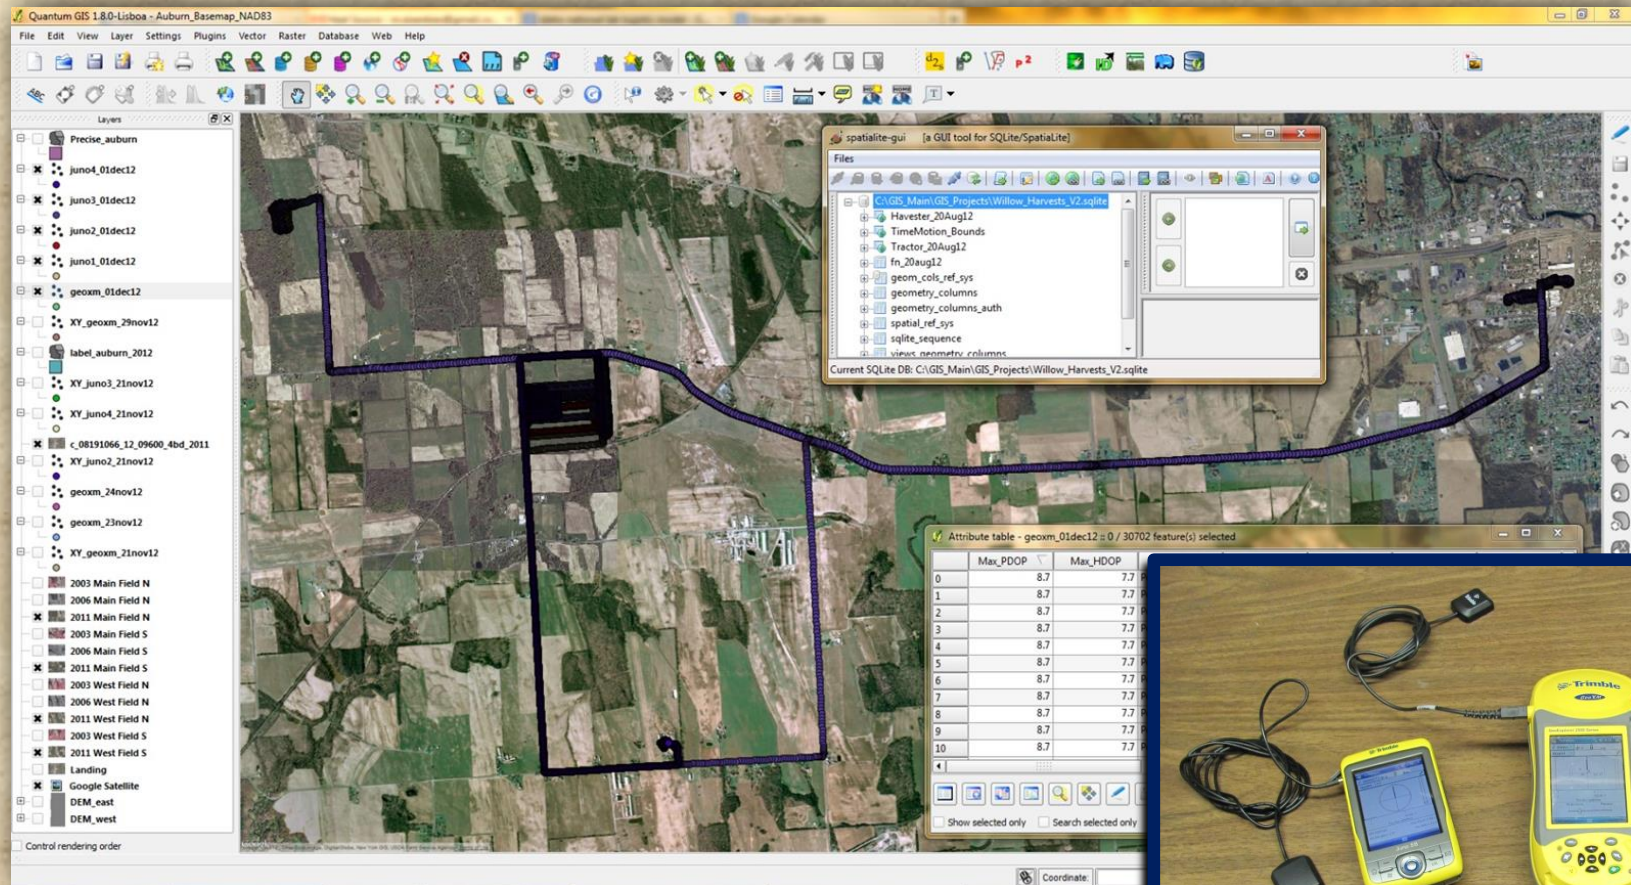 Quantum GIS 1.8.0-Lisboa - Auburn_Basemap_NAD83
File Edit View Layer Settings Plugins Vector Raster Database Web Help
Layers
Precise_auburn
juno4_01dec12
juno3_01dec12
juno2_01dec12
juno1_01dec12
geoxm_01dec12
XY_geoxm_29nov12
label_auburn_2012
XY_juno3_21nov12
XY_juno4_21nov12
c_08191066_12_09600_4bd_2011
XY_juno2_21nov12
geoxm_24nov12
geoxm_23nov12
XY_geoxm_21nov12
2003 Main Field N
2006 Main Field N
2011 Main Field N
2003 Main Field S
2006 Main Field S
2011 Main Field S
2003 West Field N
2006 West Field N
2011 West Field N
2003 West Field S
2011 West Field S
Landing
Google Satellite
DEM_east
DEM_west
Control rendering order
spatialite-gui [a GUI tool for SQLite/SpatiaLite]
Files
C:\GIS_Main\GIS_Projects\Willow_Harvests_V2.sqlite
Havester_20Aug12
TimeMotion_Bounds
Tractor_20Aug12
fn_20aug12
geom_cols_ref_sys
geometry_columns
geometry_columns_auth
spatial_ref_sys
sqlite_sequence
views_geometry_columns
Current SQLite DB: C:\GIS_Main\GIS_Projects\Willow_Harvests_V2.sqlite
Attribute table - geoxm_01dec12 :: 0 / 30702 feature(s) selected
Max_PDOP Max_HDOP
0 8.7 7.7
1 8.7 7.7
2 8.7 7.7
3 8.7 7.7
4 8.7 7.7
5 8.7 7.7
6 8.7 7.7
7 8.7 7.7
8 8.7 7.7
9 8.7 7.7
10 8.7 7.7
Show selected only Search selected only
Coordinate:
Trimble
Trimble